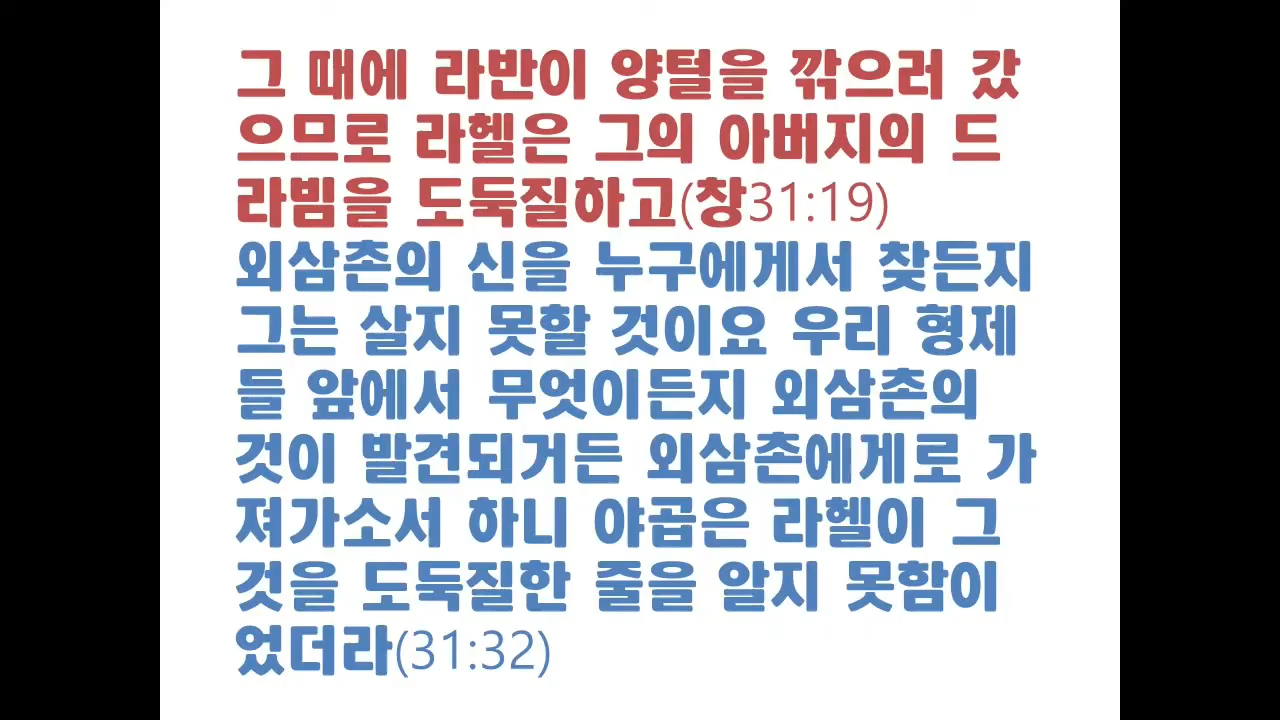 그 때에 라반이 양털을 깎으러 갔
으므로 라헬은 그의 아버지의 드
라빔을 도둑질하고(창31:19)
외삼촌의 신을 누구에게서 찾든지
그는 살지 못할 것이요 우리 형제
들 앞에서 무엇이든지 외삼촌의
것이 발견되거든 외삼촌에게로 가
져가소서 하니 야곱은 라헬이 그
것을 도둑질한 줄을 알지 못함이
었더라(31:32)